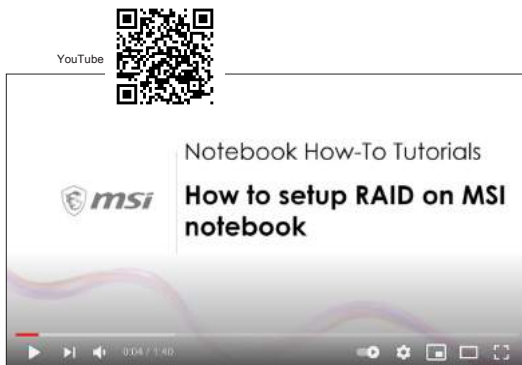 YouTube
Notebook How-To Tutorials
msi
How to setup RAID on MSI
notebook
0:04 / 1:40